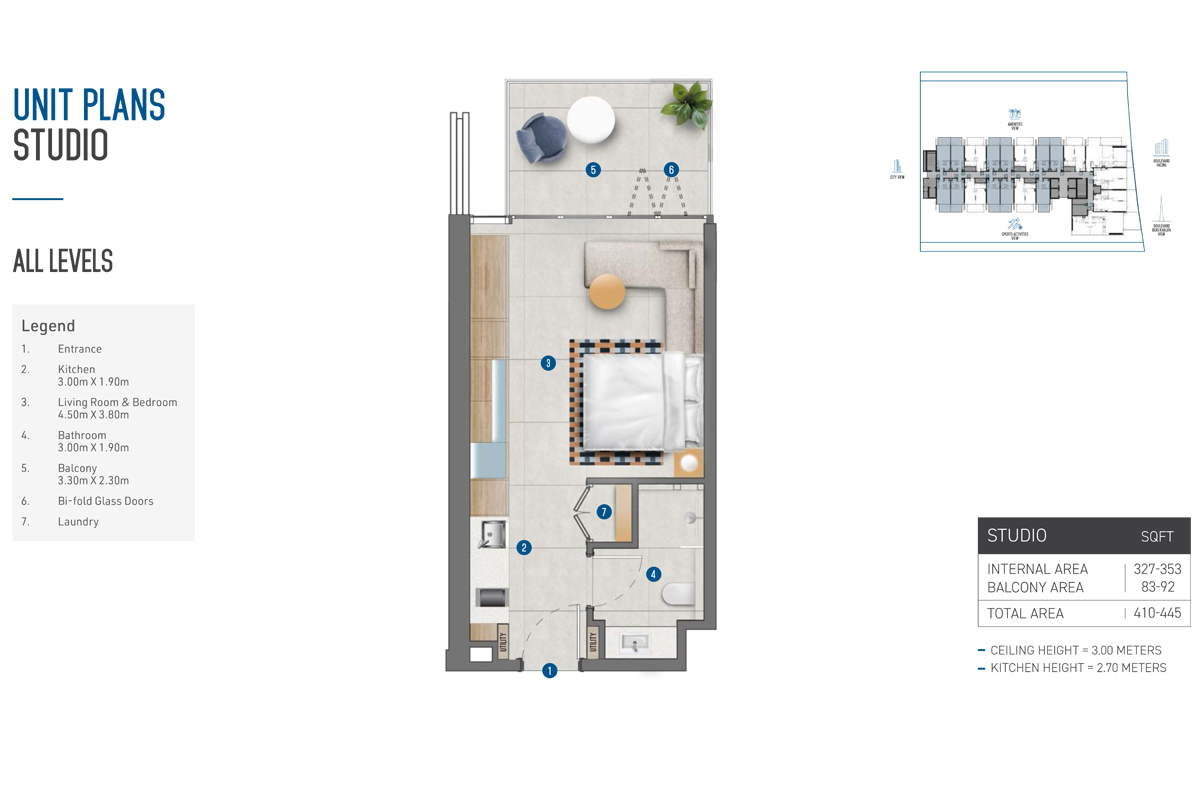 UNIT PLANS
STUDIO
ALL LEVELS
Legend
1. Entrance
2. Kitchen
3.00m X 1.90m
3. Living Room & Bedroom
4.50m X 3.80m
4. Bathroom
3.00m X 1.90m
5. Balcony
3.30m X 2.30m
6. Bi-fold Glass Doors
7. Laundry
5
6
3
7
2
4
UTILITY
UTILITY
1
AMENITIES
VIEW
CITY VIEW
BOULEVARD
FACING
SPORTS ACTIVITIES
VIEW
BOULEVARD
BURJ KHALIFA
VIEW
STUDIO SQFT
INTERNAL AREA | 327-353
BALCONY AREA | 83-92
TOTAL AREA | 410-445
CEILING HEIGHT = 3.00 METERS
KITCHEN HEIGHT = 2.70 METERS